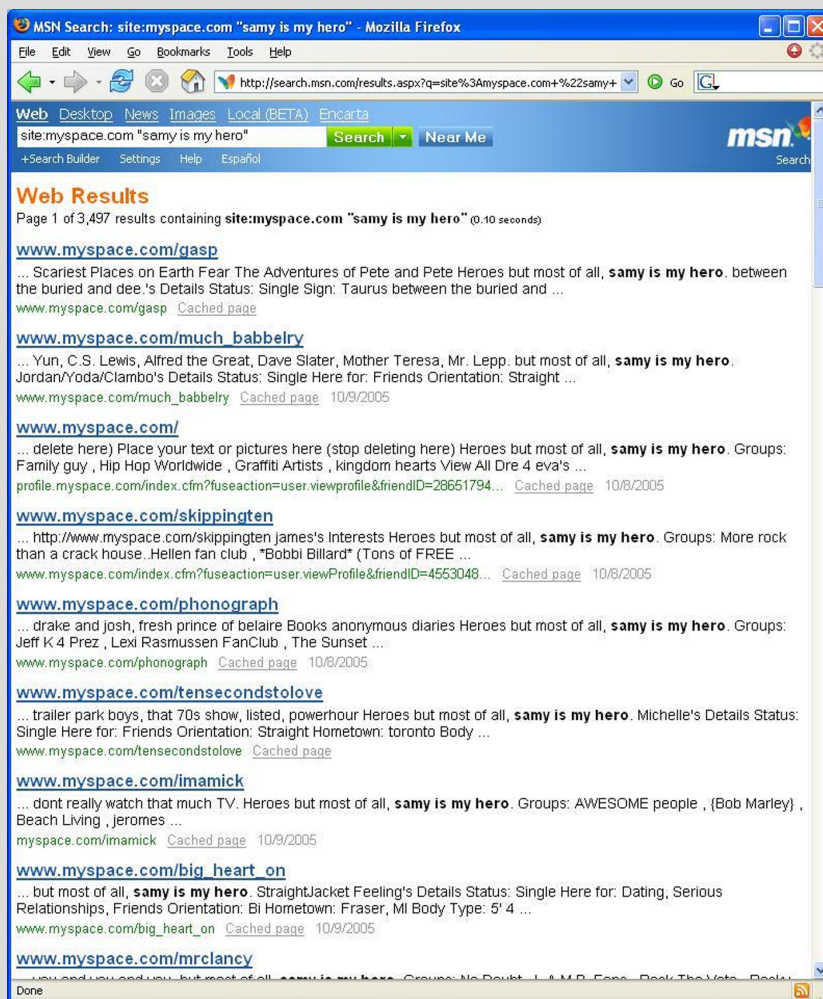 MSN Search: site:myspace.com "samy is my hero" - Mozilla Firefox
File Edit View Go Bookmarks Tools Help
http://search.msn.com/results.aspx?q=site%3Amyspace.com+%22samy+ Go G
Web Desktop News Images Local (BETA) Encarta
site:myspace.com "samy is my hero" Search Near Me
msn
+Search Builder Settings Help Español Search
Web Results
Page 1 of 3,497 results containing site:myspace.com "samy is my hero" (0.10 seconds)
www.myspace.com/gasp
... Scariest Places on Earth Fear The Adventures of Pete and Pete Heroes but most of all, samy is my hero. between
the buried and dee.'s Details Status: Single Sign: Taurus between the buried and ...
www.myspace.com/gasp Cached page
www.myspace.com/much_babbelry
... Yun, C.S. Lewis, Alfred the Great, Dave Slater, Mother Teresa, Mr. Lepp. but most of all, samy is my hero.
Jordan/Yoda/Clambo's Details Status: Single Here for: Friends Orientation: Straight ...
www.myspace.com/much_babbelry Cached page 10/9/2005
www.myspace.com/
... delete here) Place your text or pictures here (stop deleting here) Heroes but most of all, samy is my hero. Groups:
Family guy , Hip Hop Worldwide , Graffiti Artists , kingdom hearts View All Dre 4 eva's ...
profile.myspace.com/index.cfm?fuseaction=user.viewprofile&friendID=28651794... Cached page 10/8/2005
www.myspace.com/skippingten
... http://www.myspace.com/skippingten james's Interests Heroes but most of all, samy is my hero. Groups: More rock
than a crack house..Hellen fan club , *Bobbi Billard* (Tons of FREE ...
www.myspace.com/index.cfm?fuseaction=user.viewProfile&friendID=4553048... Cached page 10/8/2005
www.myspace.com/phonograph
... drake and josh, fresh prince of belaire Books anonymous diaries Heroes but most of all, samy is my hero. Groups:
Jeff K 4 Prez , Lexi Rasmussen FanClub , The Sunset ...
www.myspace.com/phonograph Cached page 10/8/2005
www.myspace.com/tensecondstolove
... trailer park boys, that 70s show, listed, powerhour Heroes but most of all, samy is my hero. Michelle's Details Status:
Single Here for: Friends Orientation: Straight Hometown: toronto Body ...
www.myspace.com/tensecondstolove Cached page
www.myspace.com/imamick
... dont really watch that much TV. Heroes but most of all, samy is my hero. Groups: AWESOME people , {Bob Marley} ,
Beach Living , jeromes ...
myspace.com/imamick Cached page 10/9/2005
www.myspace.com/big_heart_on
... but most of all, samy is my hero. StraightJacket Feeling's Details Status: Single Here for: Dating, Serious
Relationships, Friends Orientation: Bi Hometown: Fraser, MI Body Type: 5' 4 ...
www.myspace.com/big_heart_on Cached page 10/9/2005
www.myspace.com/mrclancy
... you and you and you, but most of all, samy is my hero. Groups: No Doubt
Done